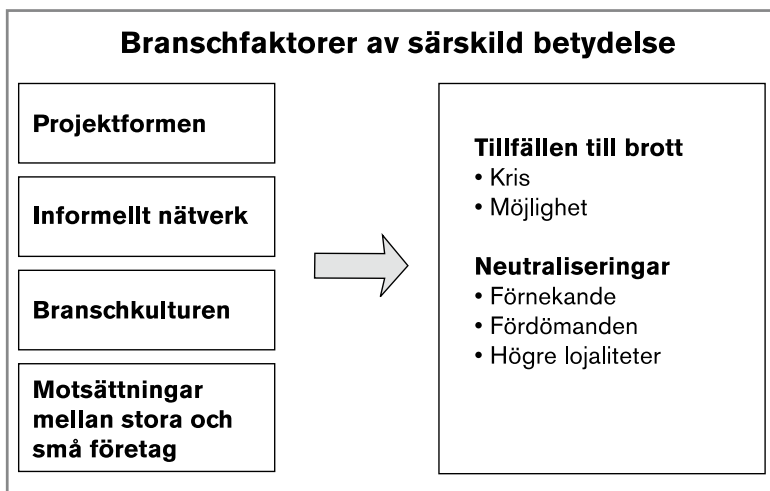 Branschfaktorer av särskild betydelse
Projektformen
Informellt nätverk
Branschkulturen
Motsättningar
mellan stora och
små företag
Tillfällen till brott
• Kris
• Möjlighet
Neutraliseringar
• Förnekande
• Fördömanden
• Högre lojaliteter